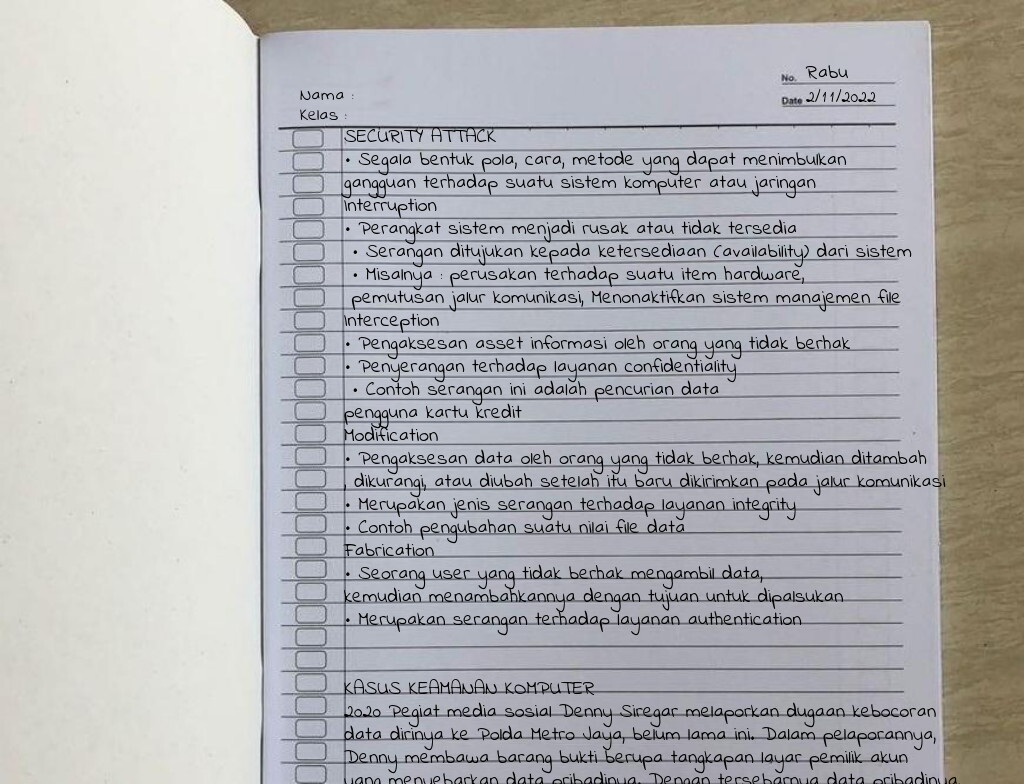 No. Rabu
Date 2/11/2022
Nama :
Kelas :
SECURITY ATTACK
• Segala bentuk pola, cara, metode yang dapat menimbulkan
gangguan terhadap suatu sistem komputer atau jaringan
Interruption
• Perangkat sistem menjadi rusak atau tidak tersedia
• Serangan ditujukan kepada ketersediaan (availability) dari sistem
• Misalnya : perusakan terhadap suatu item hardware,
pemutusan jalur komunikasi, Menonaktifkan sistem manajemen file
Interception
• Pengaksesan asset informasi oleh orang yang tidak berhak
• Penyerangan terhadap layanan confidentiality
• Contoh serangan ini adalah pencurian data
pengguna kartu kredit
Modification
• Pengaksesan data oleh orang yang tidak berhak, kemudian ditambah
, dikurangi, atau diubah setelah itu baru dikirimkan pada jalur komunikasi
• Merupakan jenis serangan terhadap layanan integrity
• Contoh pengubahan suatu nilai file data
Fabrication
• Seorang user yang tidak berhak mengambil data,
kemudian menambahkannya dengan tujuan untuk dipalsukan
• Merupakan serangan terhadap layanan authentication
KASUS KEAMANAN KOMPUTER
2020 Pegiat media sosial Denny Siregar melaporkan dugaan kebocoran
data dirinya ke Polda Metro Jaya, belum lama ini. Dalam pelaporannya,
Denny membawa barang bukti berupa tangkapan layar pemilik akun
yang menyebarkan data pribadinya. Dengan tersebarnya data pribadinya